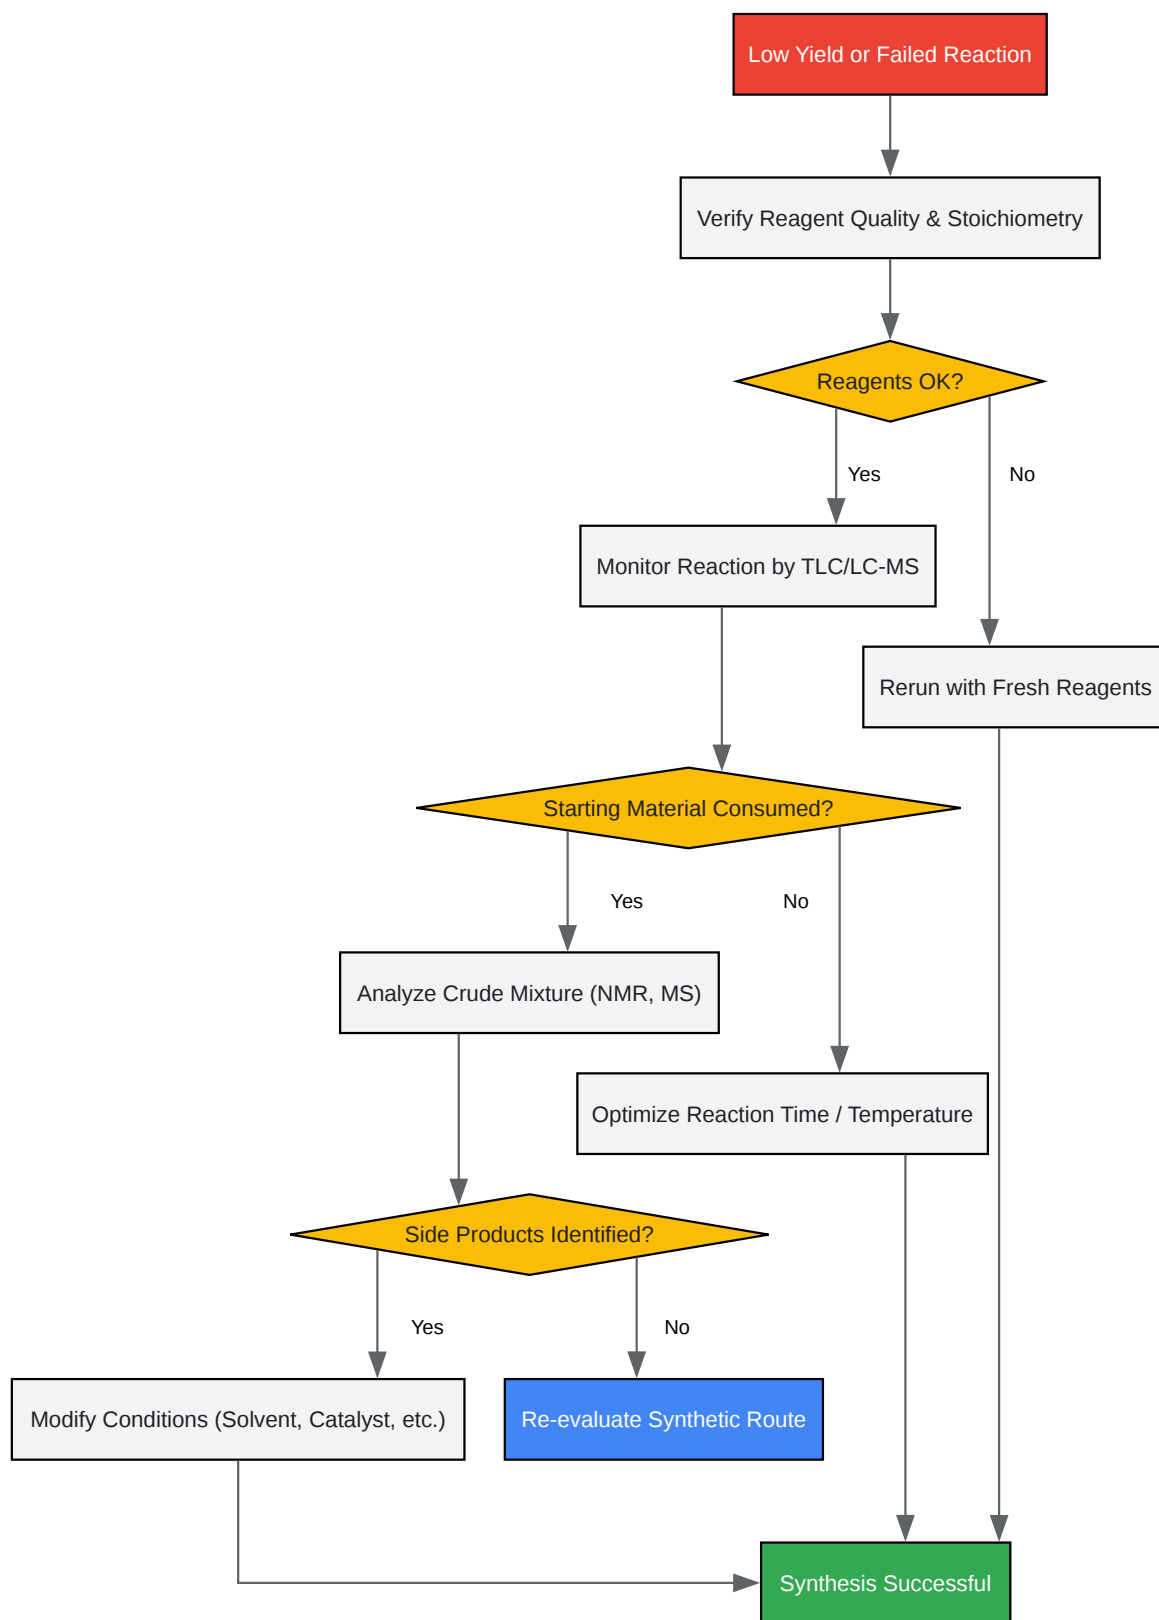 Low Yield or Failed Reaction
Verify Reagent Quality & Stoichiometry
Reagents OK?
Yes
No
Monitor Reaction by TLC/LC-MS
Rerun with Fresh Reagents
Starting Material Consumed?
Yes
No
Analyze Crude Mixture (NMR, MS)
Optimize Reaction Time / Temperature
Side Products Identified?
Yes
No
Modify Conditions (Solvent, Catalyst, etc.)
Re-evaluate Synthetic Route
Synthesis Successful